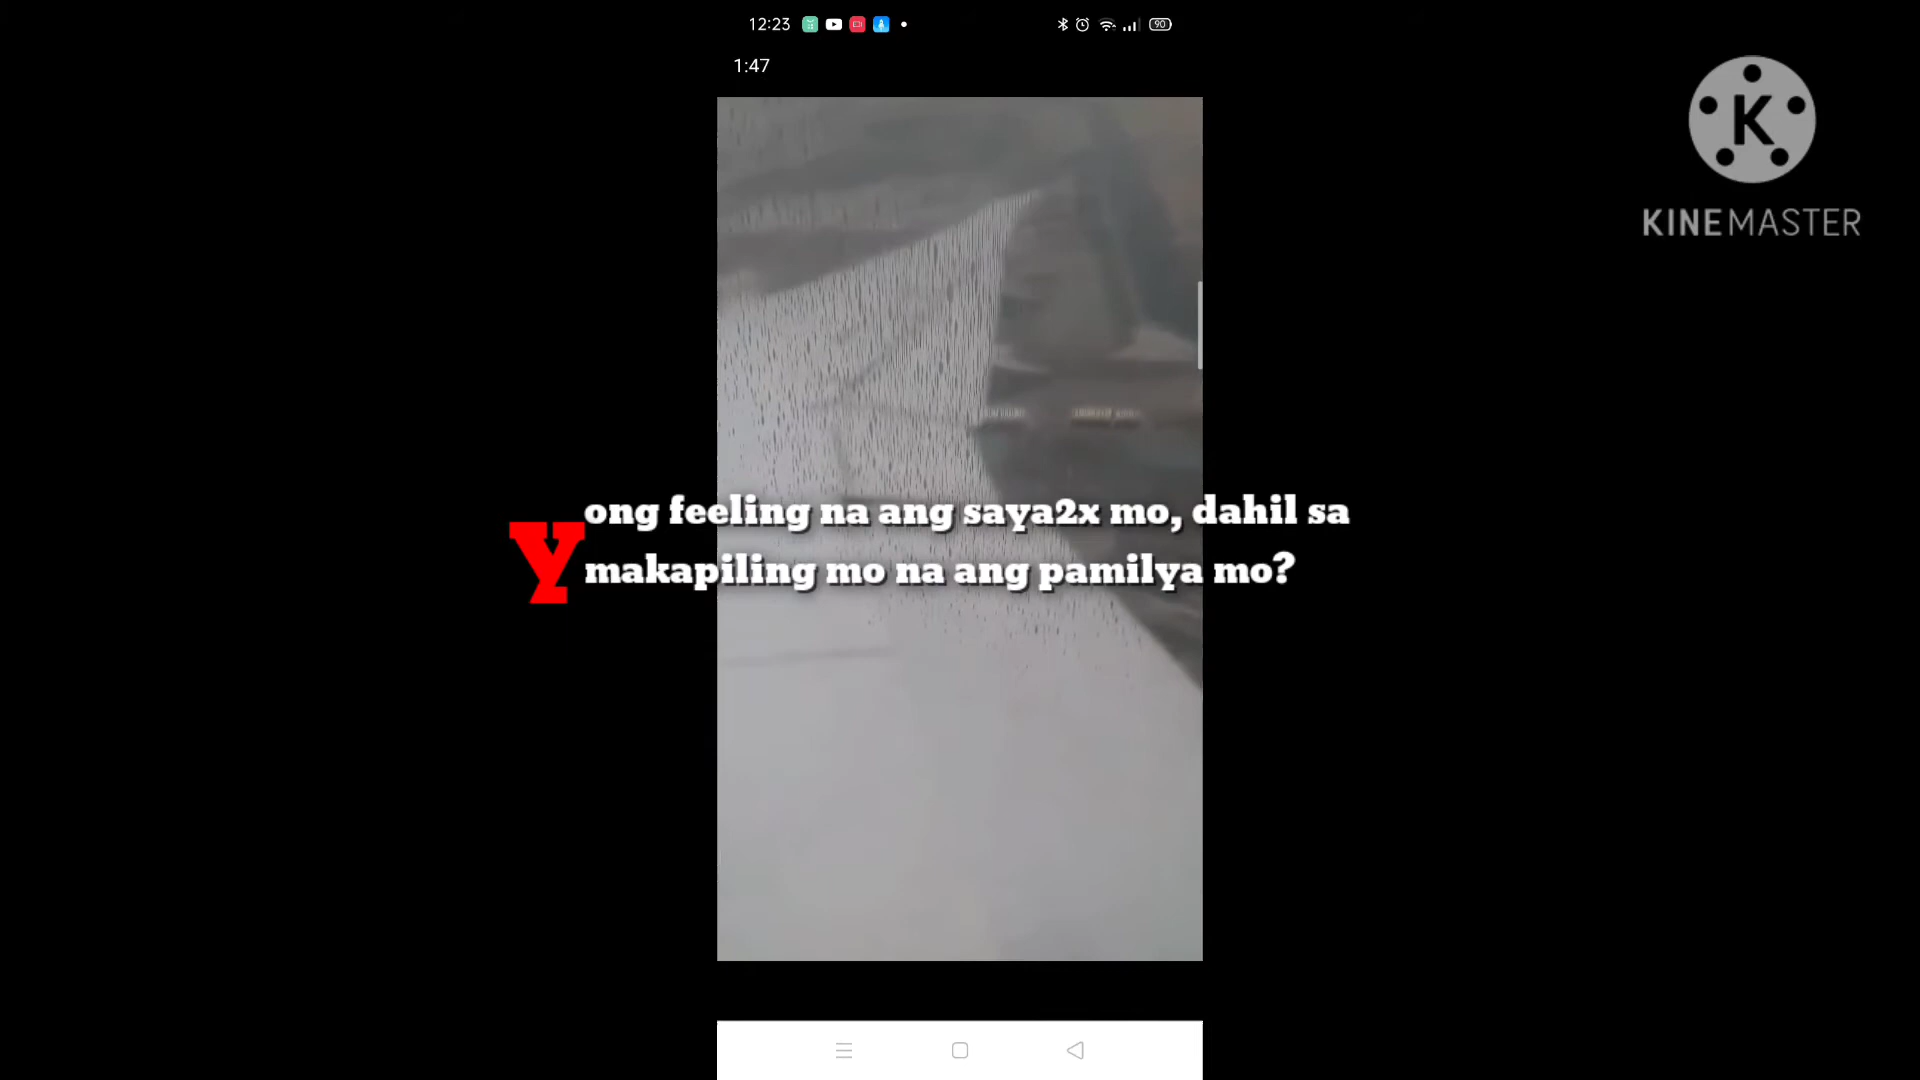 12:23
90
1:47
K
KINEMASTER
Yong feeling na ang saya2x mo, dahil sa
makapiling mo na ang pamilya mo?